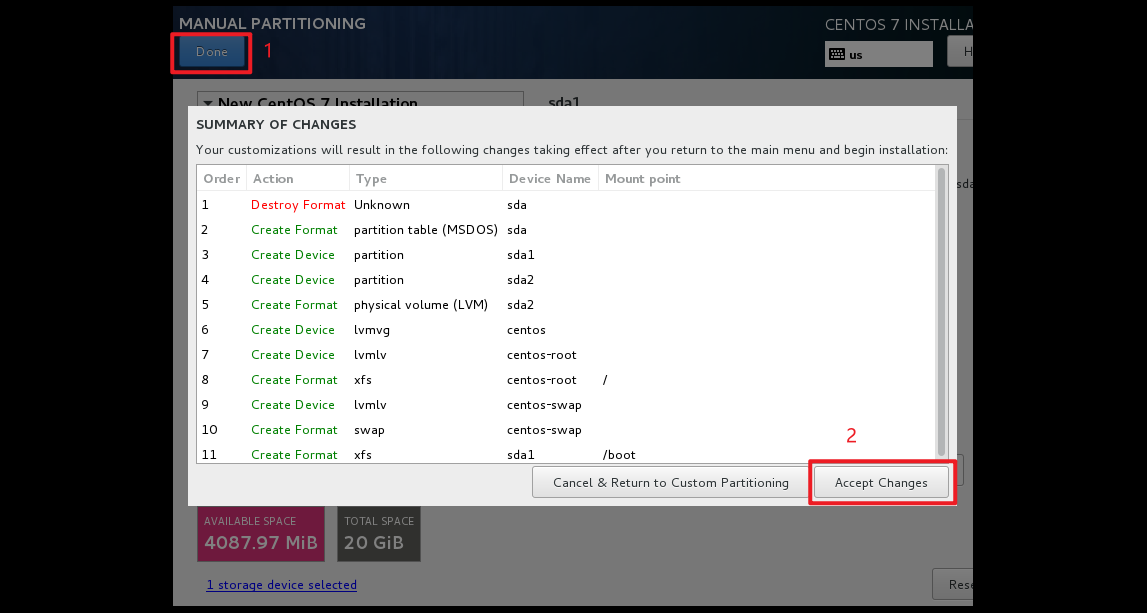 MANUAL PARTITIONING
CENTOS 7 INSTALLA
Done
1
us
H
New CentOS 7 Installation
sda1
SUMMARY OF CHANGES
Your customizations will result in the following changes taking effect after you return to the main menu and begin installation:
Order Action Type Device Name Mount point
1 Destroy Format Unknown sda
2 Create Format partition table (MSDOS) sda
3 Create Device partition sda1
4 Create Device partition sda2
5 Create Format physical volume (LVM) sda2
6 Create Device lvmvg centos
7 Create Device lvmlv centos-root
8 Create Format xfs centos-root /
9 Create Device lvmlv centos-swap
10 Create Format swap centos-swap
11 Create Format xfs sda1 /boot
sda
2
Cancel & Return to Custom Partitioning
Accept Changes
AVAILABLE SPACE
4087.97 MiB
TOTAL SPACE
20 GiB
1 storage device selected
Rese